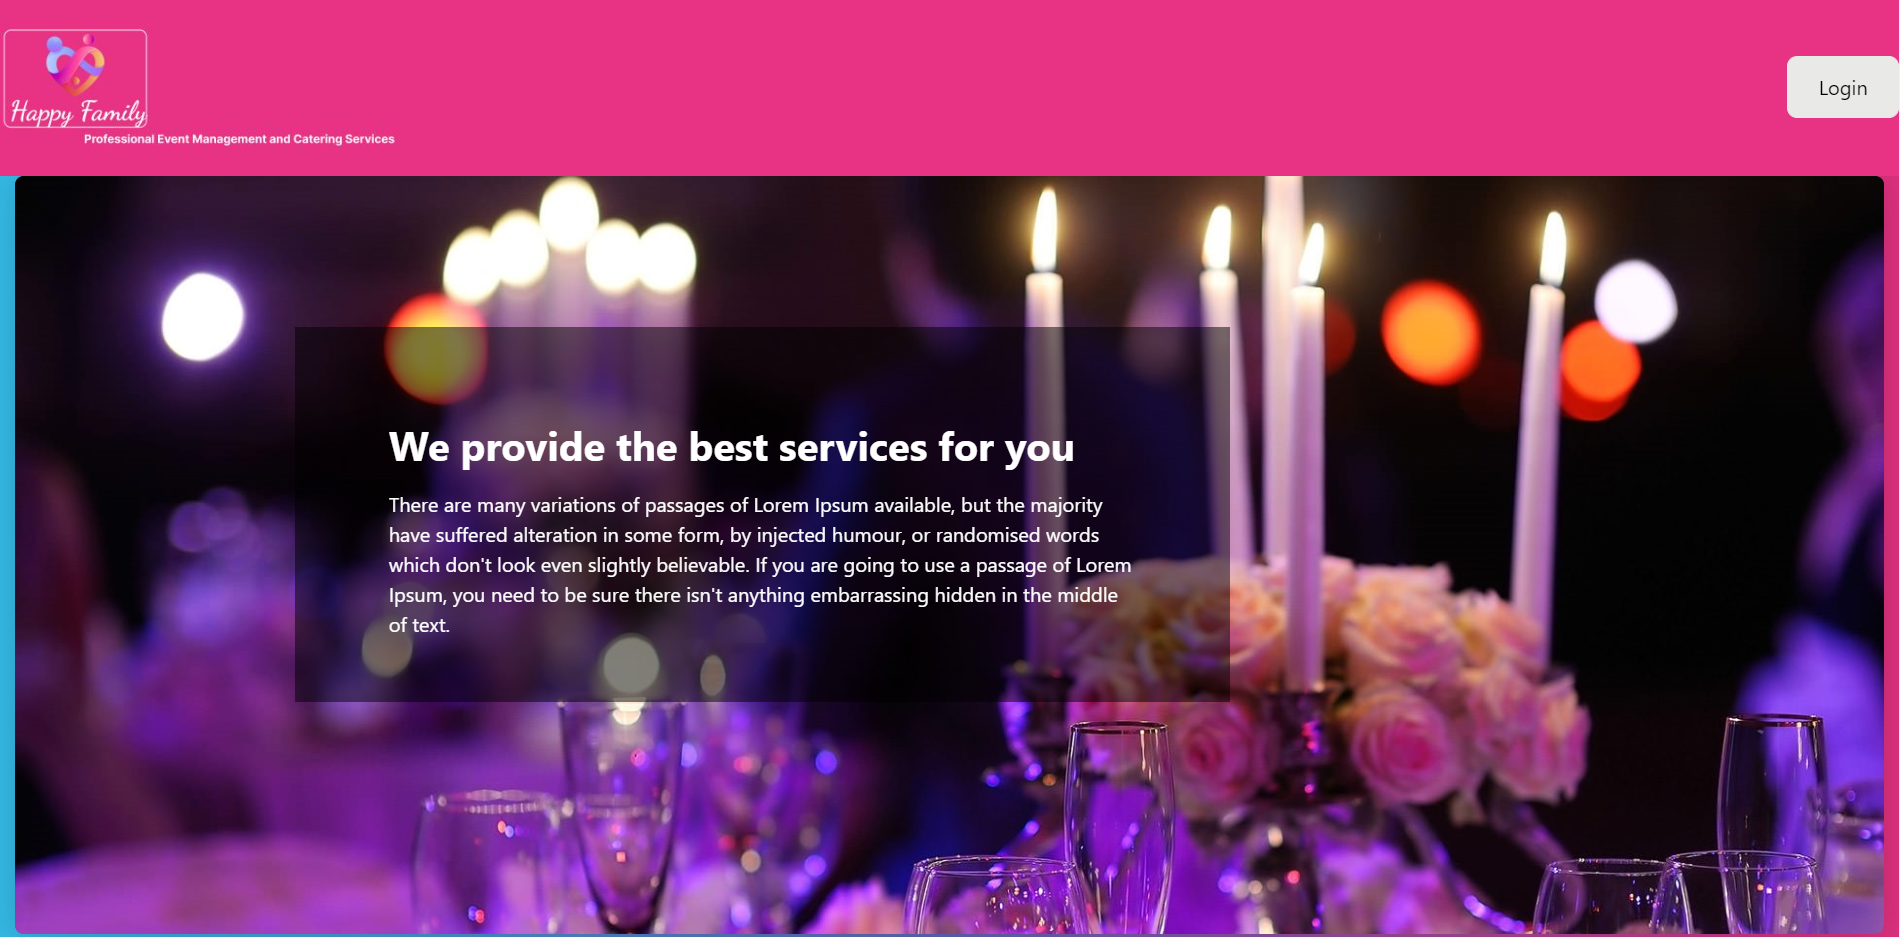 Happy Family
Professional Event Management and Catering Services
Login
We provide the best services for you
There are many variations of passages of Lorem Ipsum available, but the majority
have suffered alteration in some form, by injected humour, or randomised words
which don't look even slightly believable. If you are going to use a passage of Lorem
Ipsum, you need to be sure there isn't anything embarrassing hidden in the middle
of text.